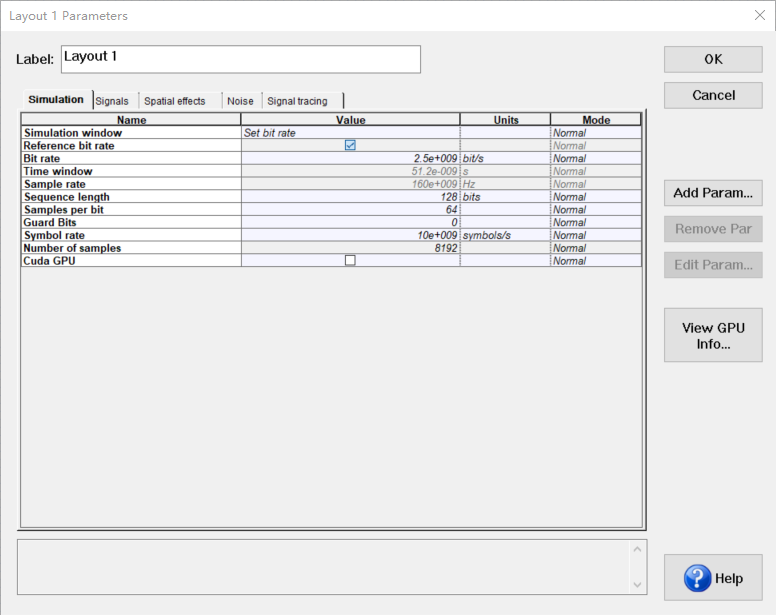 Layout 1 Parameters
Label: Layout 1
OK
Cancel
Simulation Signals Spatial effects Noise Signal tracing
Name Value Units Mode
Simulation window Set bit rate Normal
Reference bit rate Normal
Bit rate 2.5e+009 bit/s Normal
Time window 51.2e-009 s Normal
Sample rate 160e+009 Hz Normal
Sequence length 128 bits Normal
Samples per bit 64 Normal
Guard Bits 0 Normal
Symbol rate 10e+009 symbols/s Normal
Number of samples 8192 Normal
Cuda GPU Normal
Add Param...
Remove Par
Edit Param...
View GPU
Info...
? Help